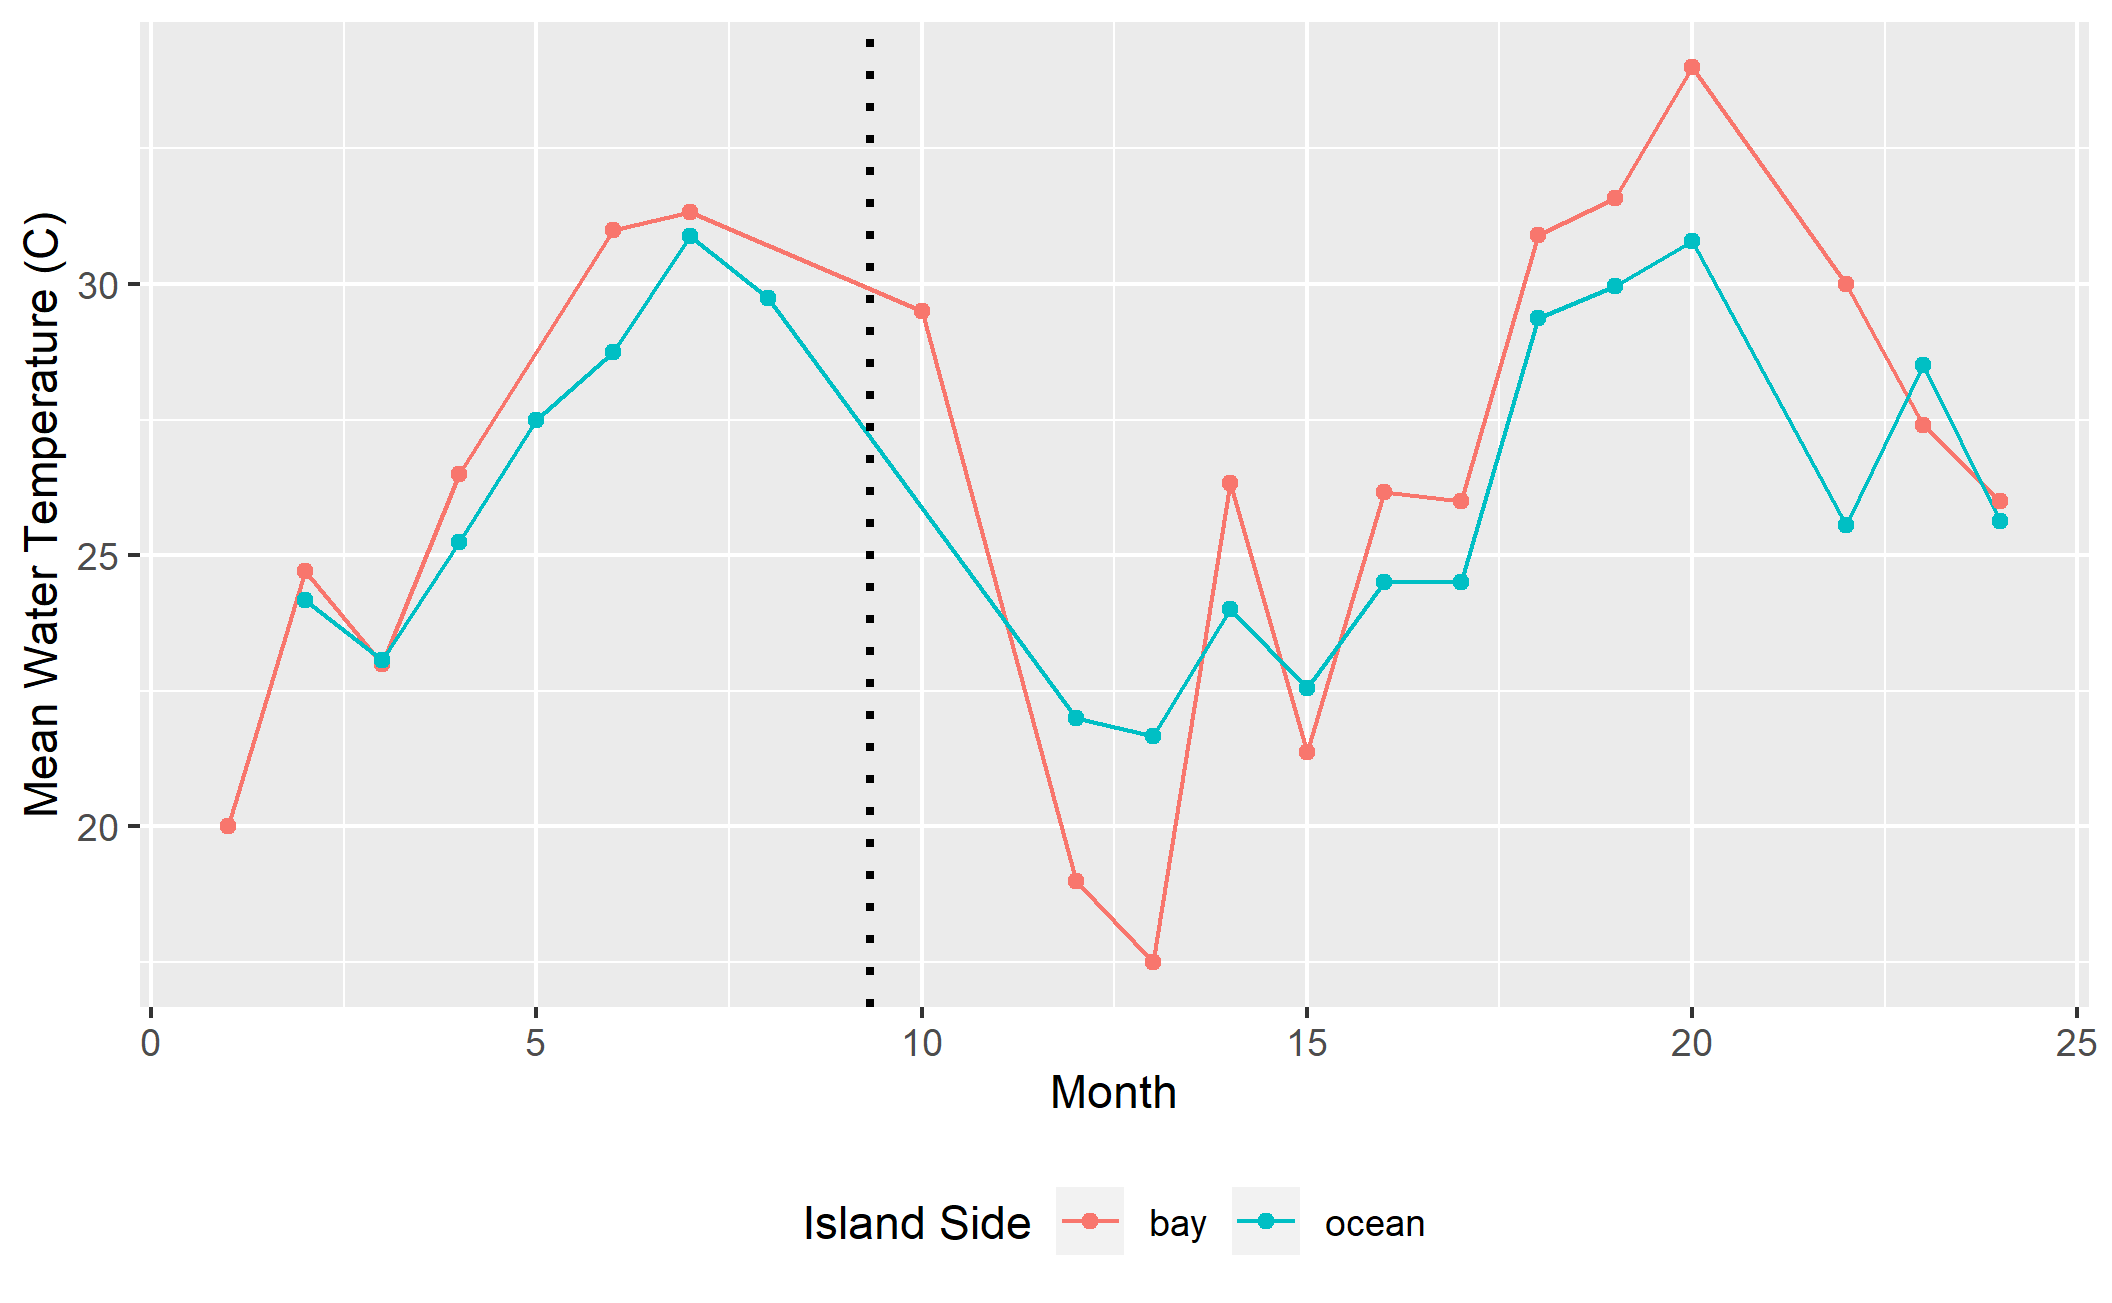 Mean Water Temperature (C)
30
25
20
0 5 10 15 20 25
Month
Island Side bay ocean